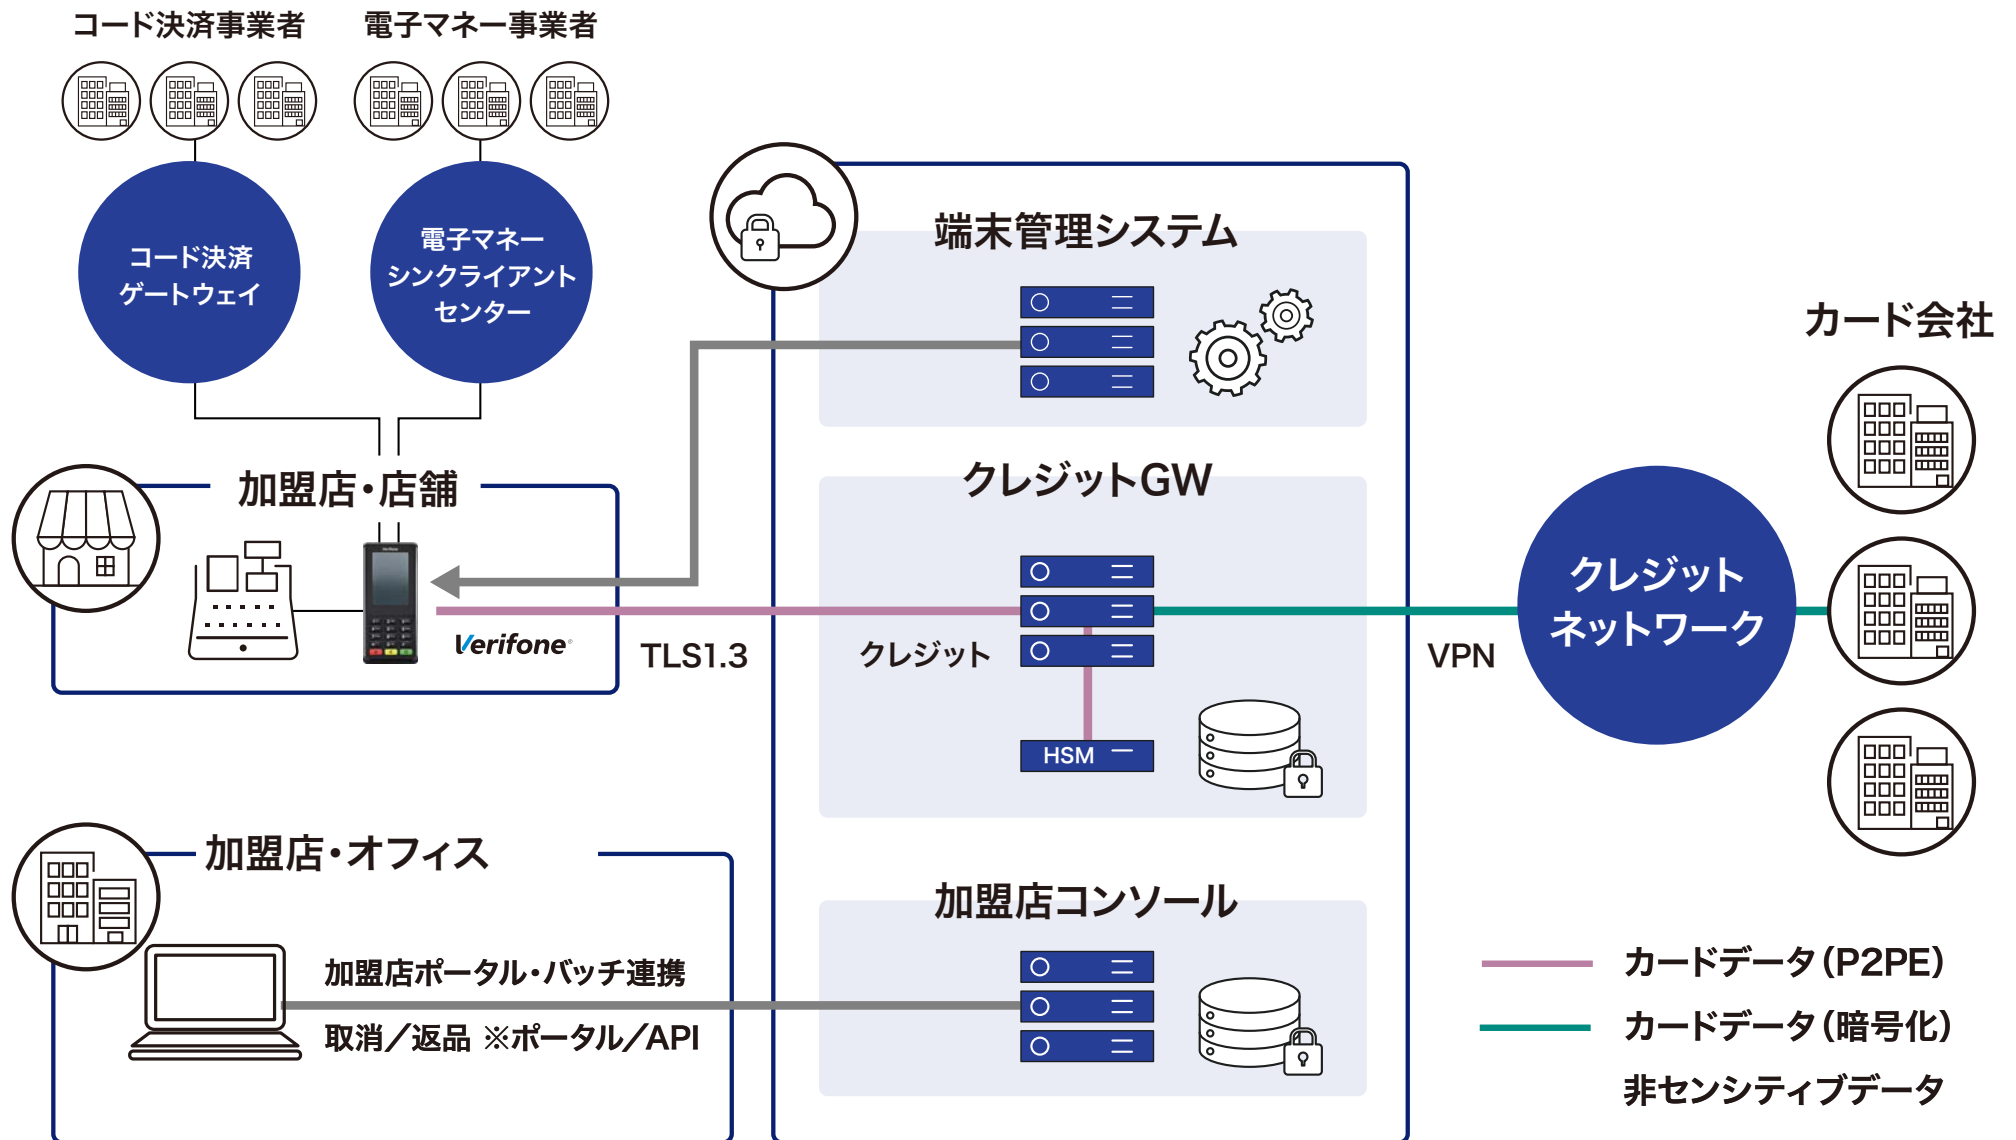 コード決済事業者
電子マネー事業者
コード決済
ゲートウェイ
電子マネー
シンクライアント
センター
端末管理システム
カード会社
加盟店・店舗
クレジットGW
Verifone
Verifone®
TLS1.3
クレジット
HSM
VPN
クレジット
ネットワーク
加盟店・オフィス
加盟店ポータル・バッチ連携
取消／返品 ※ポータル／API
加盟店コンソール
カードデータ（P2PE）
カードデータ（暗号化）
非センシティブデータ